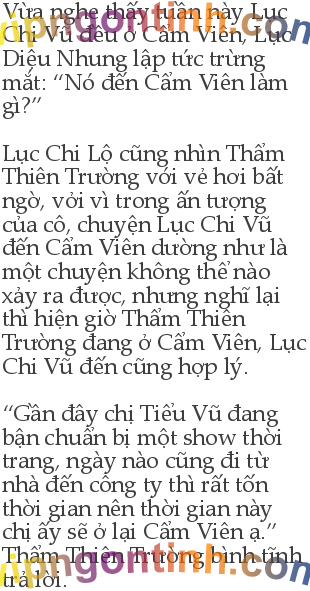 Vừa nghe thấy tuần này Lục
Chi Vũ đều ở Cẩm Viên, Lục
Diệu Nhung lập tức trừng
mắt: “Nó đến Cẩm Viên làm
gì?”
Lục Chi Lộ cũng nhìn Thẩm
Thiên Trường với vẻ hơi bất
ngờ, vởi vì trong ấn tượng
của cô, chuyện Lục Chi Vũ
đến Cẩm Viên dường như là
một chuyện không thể nào
xảy ra được, nhưng nghĩ lại
thì hiện giờ Thẩm Thiên
Trường đang ở Cẩm Viên, Lục
Chi Vũ đến cũng hợp lý.
“Gần đây chị Tiểu Vũ đang
bận chuẩn bị một show thời
trang, ngày nào cũng đi từ
nhà đến công ty thì rất tốn
thời gian nên thời gian này
chị ấy sẽ ở lại Cẩm Viên ạ.”
Thẩm Thiên Trường bình tĩnh
trả lời.